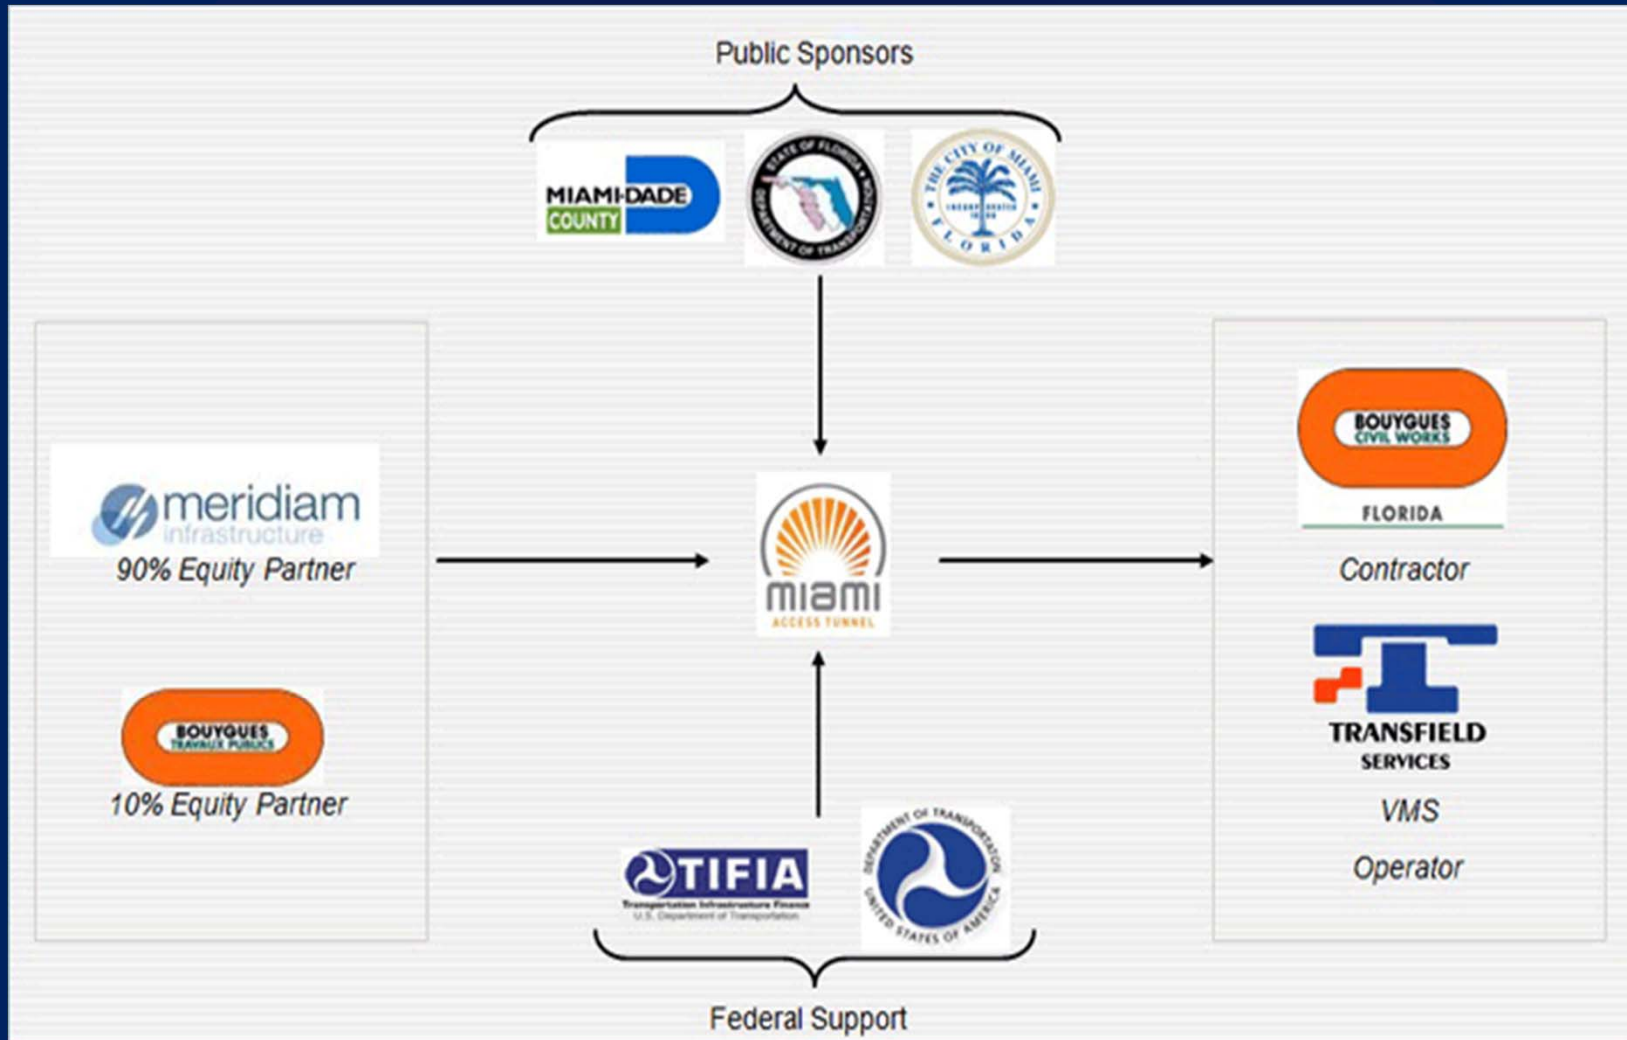 Public Sponsors
MIAMI-DADE
COUNTY
STATE OF FLORIDA
DEPARTMENT OF TRANSPORTATION
THE CITY OF MIAMI
INCORPORATED
FLORIDA
meridiam
infrastructure
90% Equity Partner
BOUYGUES
TRAVAUX PUBLICS
10% Equity Partner
miami
ACCESS TUNNEL
BOUYGUES
CIVIL WORKS
FLORIDA
Contractor
TRANSFIELD
SERVICES
VMS
Operator
TIFIA
Transportation Infrastructure Finance
U.S. Department of Transportation
DEPARTMENT OF TRANSPORTATION
UNITED STATES OF AMERICA
Federal Support